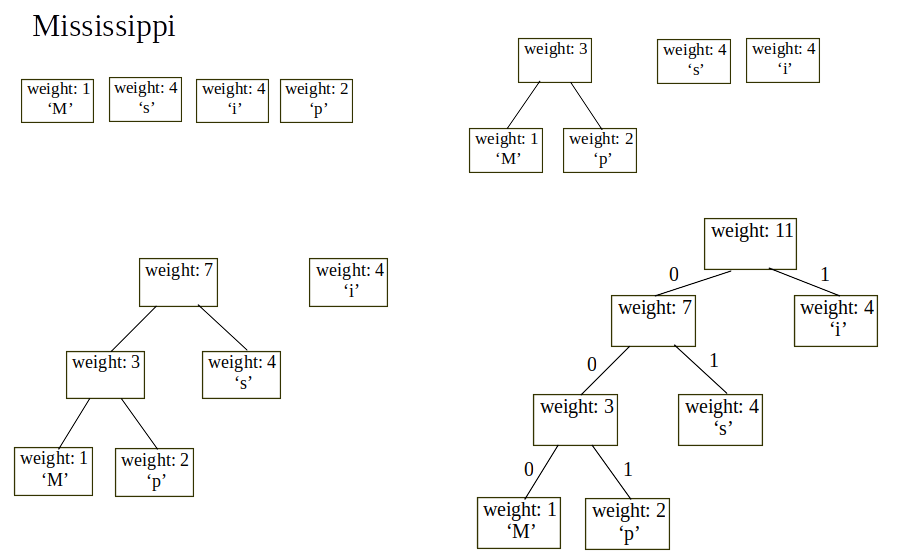 Mississippi
weight: 1
‘M’
weight: 4
‘s’
weight: 4
‘i’
weight: 2
‘p’
weight: 3
weight: 4
‘s’
weight: 4
‘i’
weight: 1
‘M’
weight: 2
‘p’
weight: 7
weight: 4
‘i’
weight: 3
weight: 4
‘s’
weight: 1
‘M’
weight: 2
‘p’
weight: 11
0
1
weight: 7
weight: 4
‘i’
0
1
weight: 3
weight: 4
‘s’
0
1
weight: 1
‘M’
weight: 2
‘p’